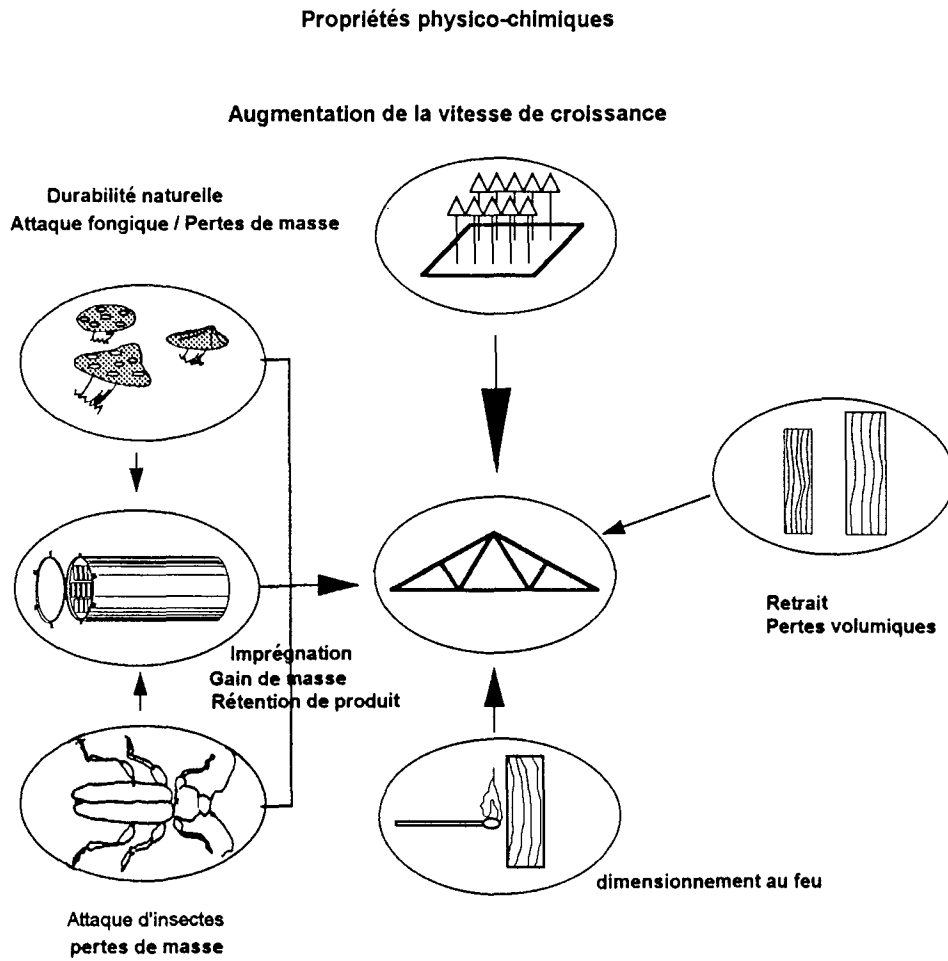 Propriétés physico-chimiques
Augmentation de la vitesse de croissance
Durabilité naturelle
Attaque fongique / Pertes de masse
Retrait
Pertes volumiques
Imprégnation
Gain de masse
Rétention de produit
dimensionnement au feu
Attaque d'insectes
pertes de masse